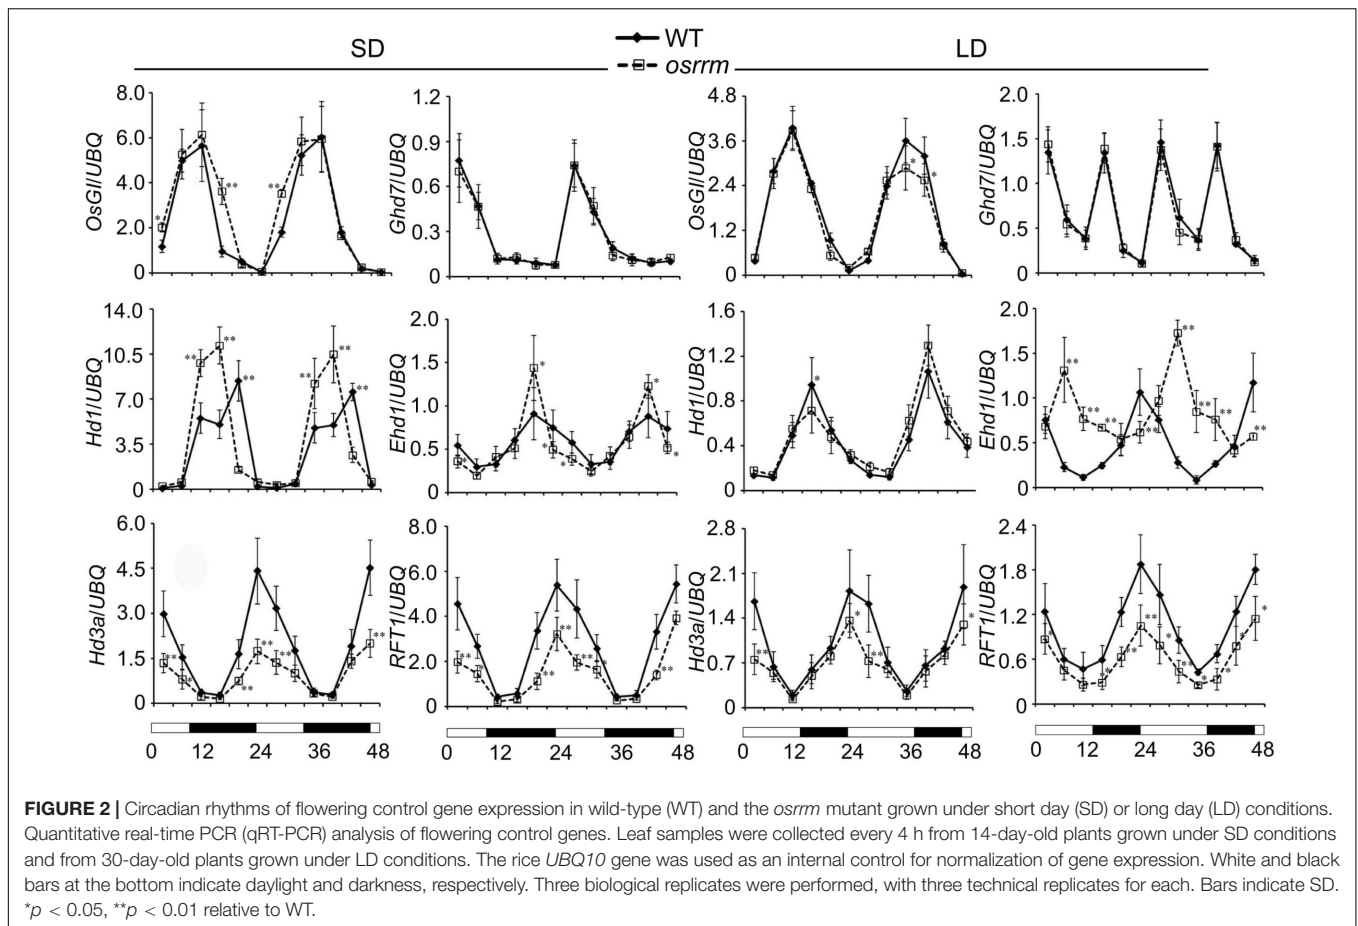 SD
WT
osrrm
LD
8.0
6.0
4.0
2.0
0
OsGI/UBQ
* ** **
1.2
0.9
0.6
0.3
0
Ghd7/UBQ
4.8
3.6
2.4
1.2
0
OsGI/UBQ
* *
2.0
1.5
1.0
0.5
0
Ghd7/UBQ
14.0
10.5
7.0
3.5
0
Hd1/UBQ
** ** ** ** ** **
2.0
1.5
1.0
0.5
0
Ehd1/UBQ
* * * * * *
1.6
1.2
0.8
0.4
0
Hd1/UBQ
*
2.0
1.5
1.0
0.5
0
Ehd1/UBQ
** ** ** ** ** ** ** **
6.0
4.5
3.0
1.5
0
Hd3a/UBQ
** * ** ** ** **
8.0
6.0
4.0
2.0
0
RFT1/UBQ
** * ** ** ** * **
2.8
2.1
1.4
0.7
0
Hd3a/UBQ
** * ** *
2.4
1.8
1.2
0.6
0
RFT1/UBQ
* * ** ** * ** * * * *
0 12 24 36 48
0 12 24 36 48
0 12 24 36 48
0 12 24 36 48
FIGURE 2 | Circadian rhythms of flowering control gene expression in wild-type (WT) and the osrrm mutant grown under short day (SD) or long day (LD) conditions.
Quantitative real-time PCR (qRT-PCR) analysis of flowering control genes. Leaf samples were collected every 4 h from 14-day-old plants grown under SD conditions
and from 30-day-old plants grown under LD conditions. The rice UBQ10 gene was used as an internal control for normalization of gene expression. White and black
bars at the bottom indicate daylight and darkness, respectively. Three biological replicates were performed, with three technical replicates for each. Bars indicate SD.
*p < 0.05, **p < 0.01 relative to WT.